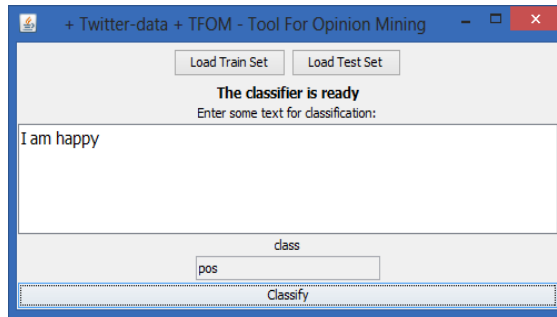 + Twitter-data + TFOM - Tool For Opinion Mining
Load Train Set Load Test Set
The classifier is ready
Enter some text for classification:
I am happy
class
pos
Classify